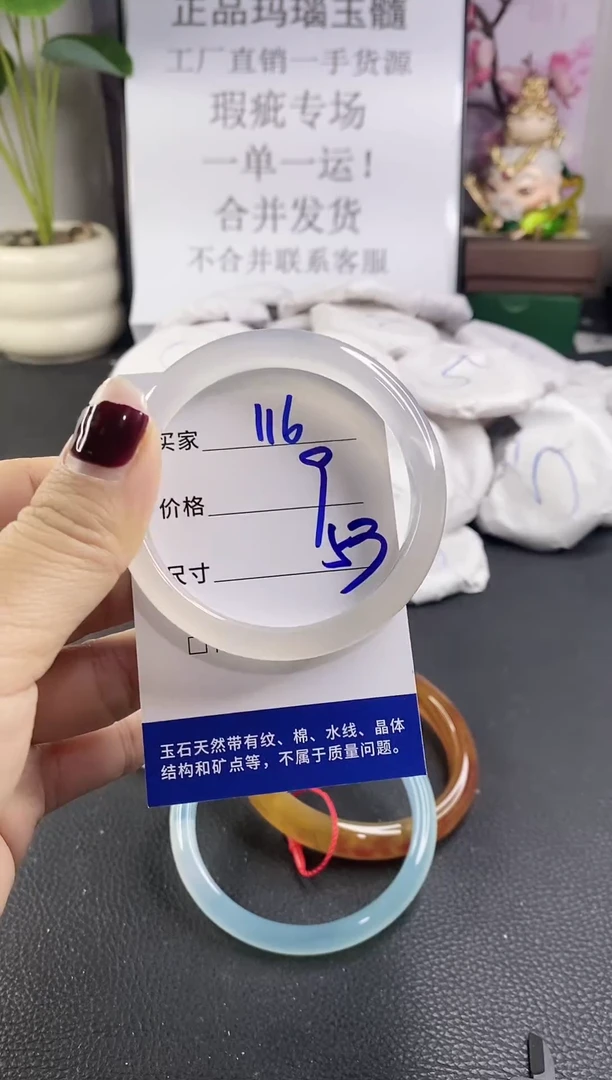 正品玛瑙玉髓
工厂直销一手货源
瑕疵专场
一单一运！
合并发货
不合并联系客服
5
买家 116
价格 9
尺寸 53
玉石天然带有纹、棉、水线、晶体
结构和矿点等，不属于质量问题。